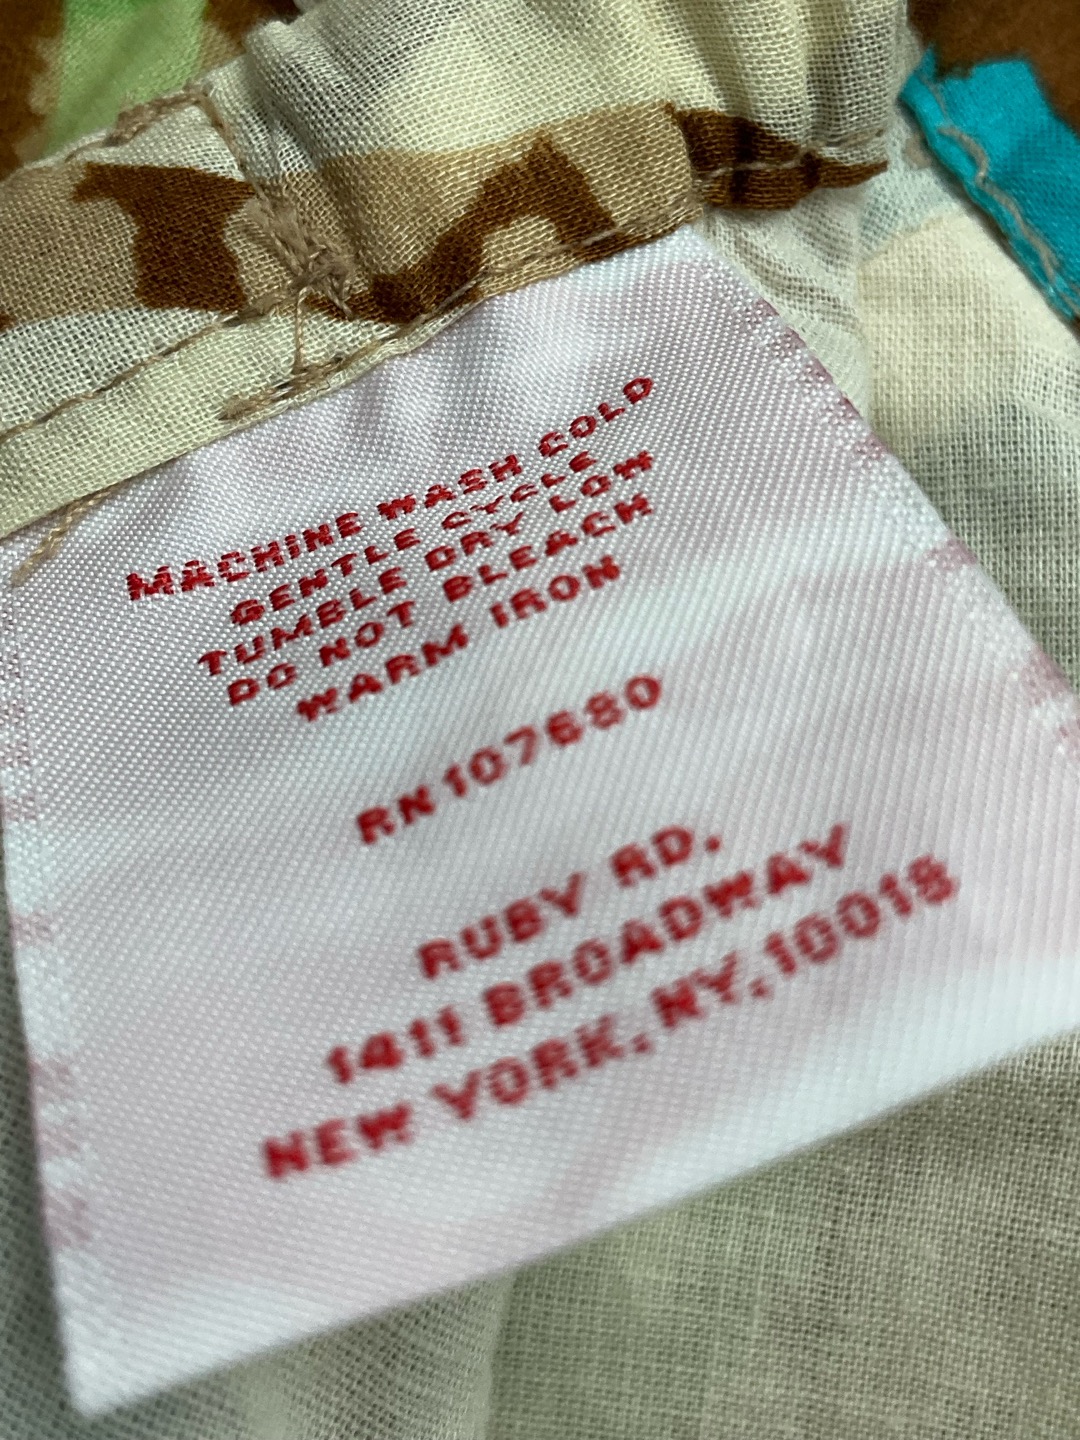 MACHINE WASH COLD
GENTLE CYCLE
TUMBLE DRY LOW
DO NOT BLEACH
WARM IRON
RN 107680
RUBY RD.
1411 BROADWAY
NEW YORK, NY, 10018